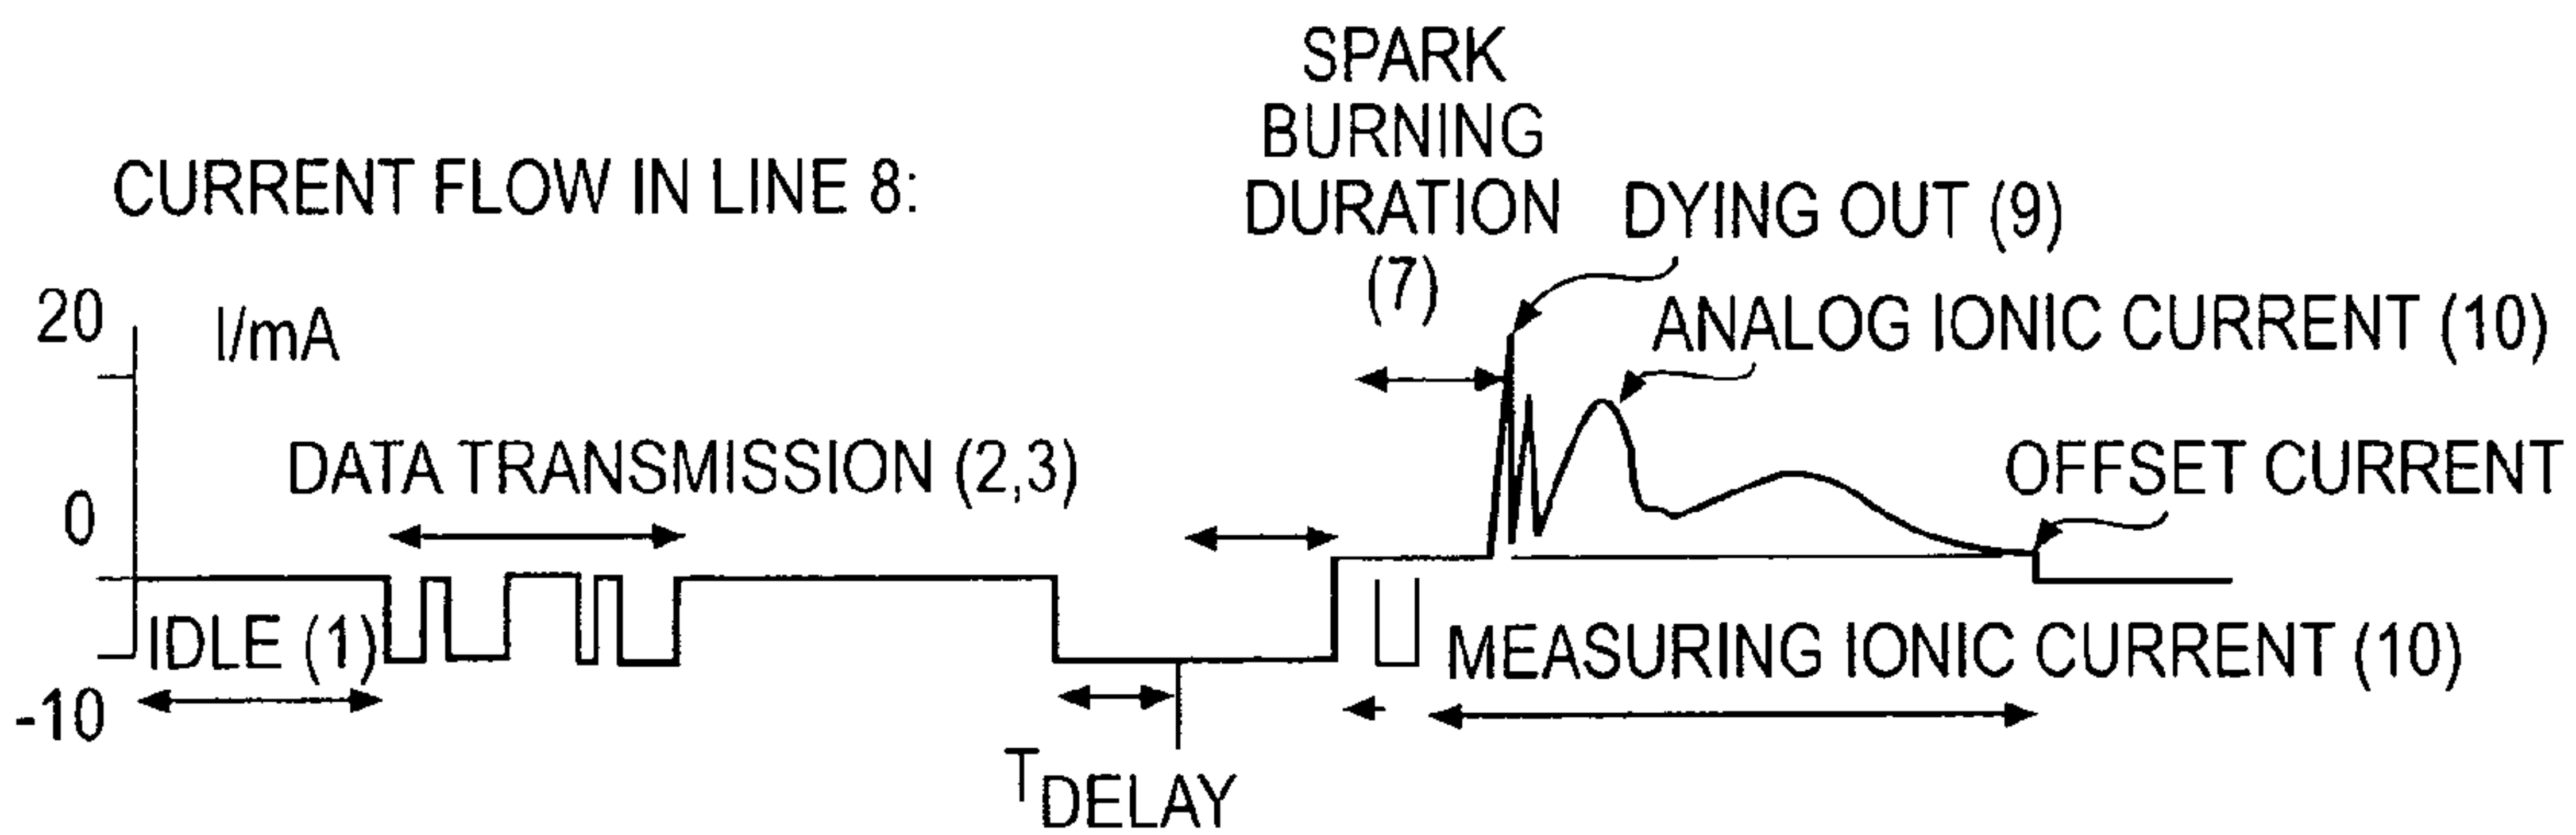 SPARK
BURNING
DURATION
(7)
CURRENT FLOW IN LINE 8:
DYING OUT (9)
20
I/mA
ANALOG IONIC CURRENT (10)
DATA TRANSMISSION (2,3)
OFFSET CURRENT
0
IDLE (1)
MEASURING IONIC CURRENT (10)
-10
TDELAY